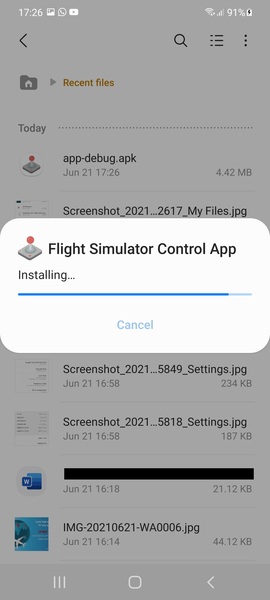 17:26
91%
Recent files
Today
app-debug.apk
Jun 21 17:26
4.42 MB
Screenshot_2021...2617_My Files.jpg
Flight Simulator Control App
Installing...
Cancel
Screenshot_2021...5849_Settings.jpg
Jun 21 16:58
234 KB
Screenshot_2021...5818_Settings.jpg
Jun 21 16:58
187 KB
W
Jun 21 16:18
21.12 KB
IMG-20210621-WA0006.jpg
Jun 21 16:14
44.12 KB